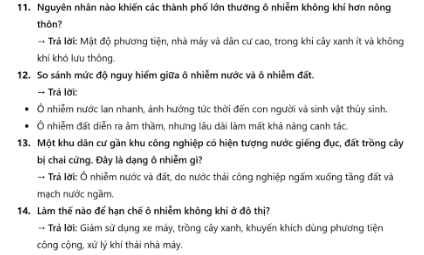 11. Nguyên nhân nào khiến các thành phố lớn thường ô nhiễm không khí hơn nông
thôn?
→ Trả lời: Mật độ phương tiện, nhà máy và dân cư cao, trong khi cây xanh ít và không
khí khó lưu thông.
12. So sánh mức độ nguy hiểm giữa ô nhiễm nước và ô nhiễm đất.
→ Trả lời:
• Ô nhiễm nước lan nhanh, ảnh hưởng tức thời đến con người và sinh vật thủy sinh.
• Ô nhiễm đất diễn ra âm thầm, nhưng lâu dài làm mất khả năng canh tác.
13. Một khu dân cư gần khu công nghiệp có hiện tượng nước giếng đục, đất trồng cây
bị chai cứng. Đây là dạng ô nhiễm gì?
→ Trả lời: Ô nhiễm nước và đất, do nước thải công nghiệp ngấm xuống tầng đất và
mạch nước ngầm.
14. Làm thế nào để hạn chế ô nhiễm không khí ở đô thị?
→ Trả lời: Giảm sử dụng xe máy, trồng cây xanh, khuyến khích dùng phương tiện
công cộng, xử lý khí thải nhà máy.